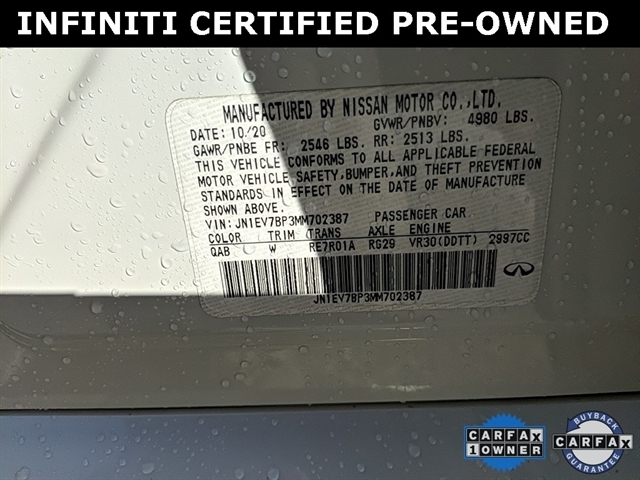 INFINITI CERTIFIED PRE-OWNED
MANUFACTURED BY NISSAN MOTOR CO.,LTD.
DATE: 10/20 GVWR/PNBV: 4980 LBS.
GAWR/PNBE FR: 2546 LBS. RR: 2513 LBS.
THIS VEHICLE CONFORMS TO ALL APPLICABLE FEDERAL
MOTOR VEHICLE SAFETY,BUMPER,AND THEFT PREVENTION
STANDARDS IN EFFECT ON THE DATE OF MANUFACTURE
SHOWN ABOVE.
VIN: JN1EV7BP3MM702387 PASSENGER CAR
COLOR TRIM TRANS AXLE ENGINE
QAB W RE7R01A RG29 VR30(DDTT) 2997CC
JN1EV7BP3MM702387
CARFAX
1 OWNER
BUYBACK
CARFAX
GUARANTEE